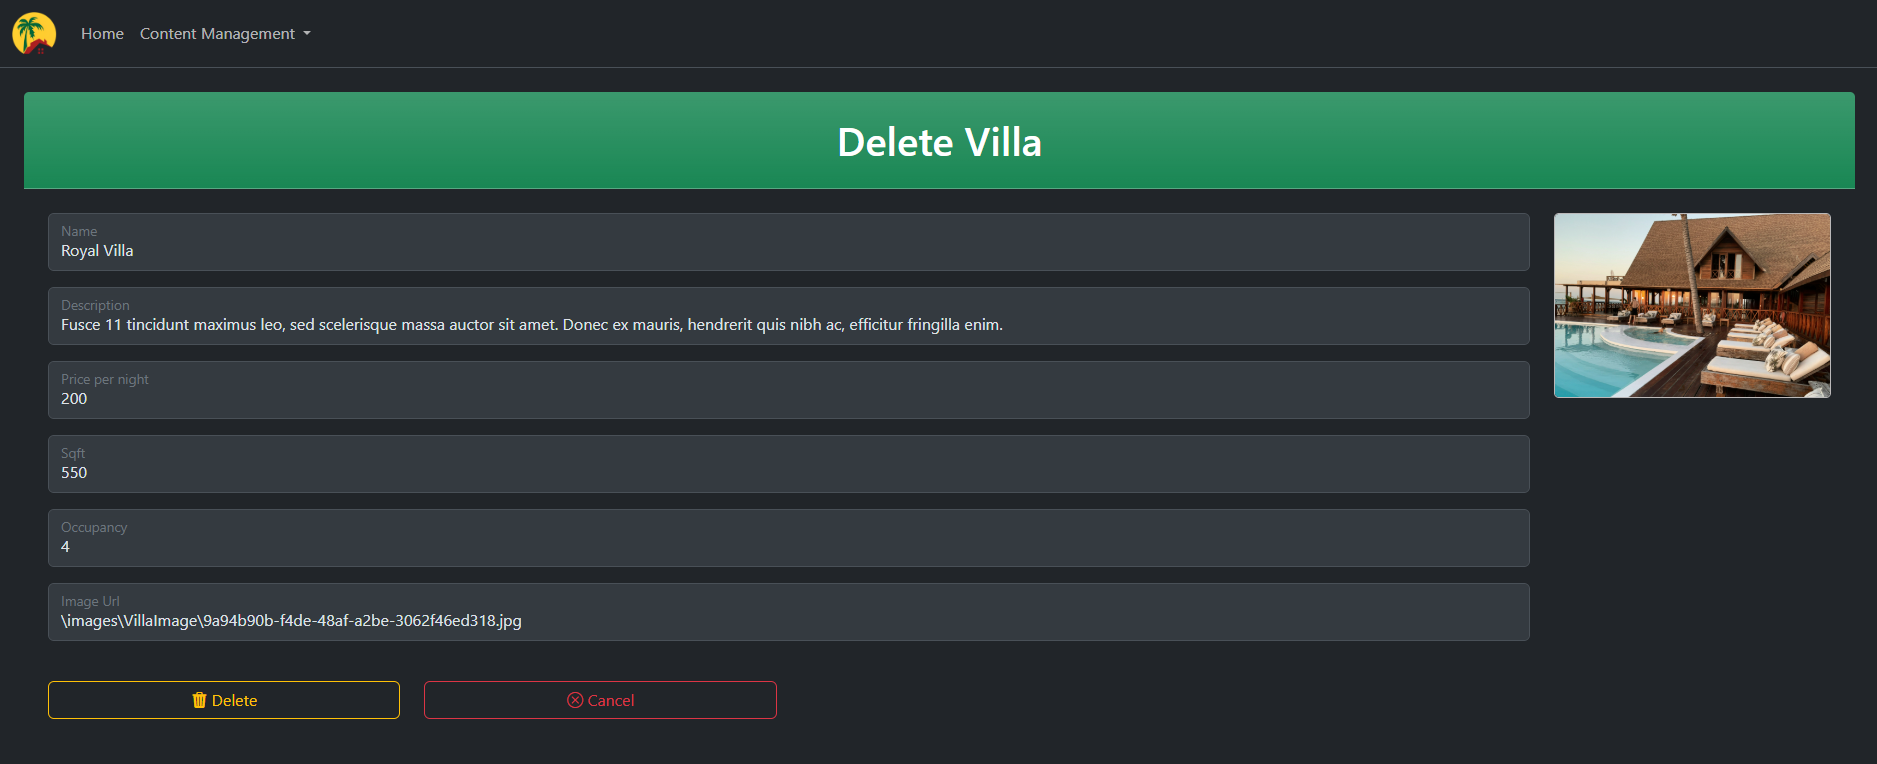 Home Content Management
Delete Villa
Name
Royal Villa
Description
Fusce 11 tincidunt maximus leo, sed scelerisque massa auctor sit amet. Donec ex mauris, hendrerit quis nibh ac, efficitur fringilla enim.
Price per night
200
Sqft
550
Occupancy
4
Image Url
\images\VillaImage\9a94b90b-f4de-48af-a2be-3062f46ed318.jpg
Delete Cancel